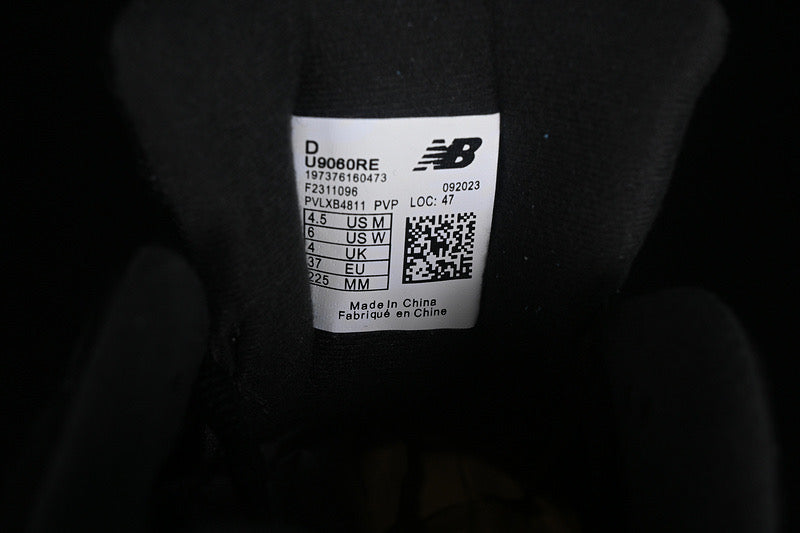 D
U9060RE
197376160473
F2311096
092023
PVLXB4811 PVP LOC: 47
4.5 US M
6 US W
4 UK
37 EU
225 MM
NB
Made In China
Fabriqué en Chine